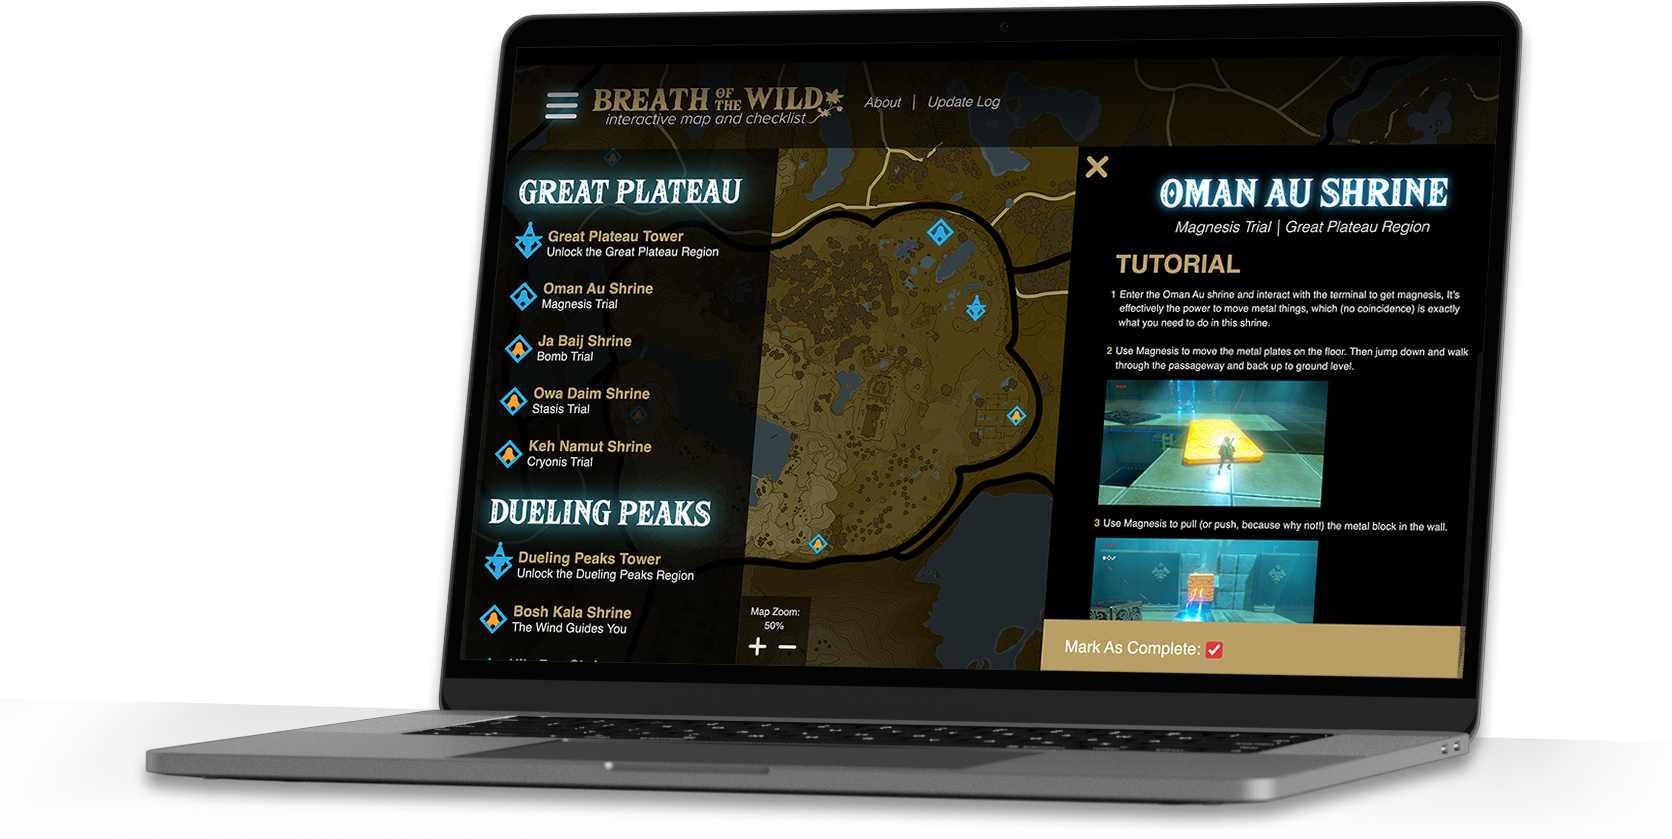 BREATH OF THE WILD
interactive map and checklist
About | Update Log
GREAT PLATEAU
Great Plateau Tower
Unlock the Great Plateau Region
Oman Au Shrine
Magnesis Trial
Ja Baij Shrine
Bomb Trial
Owa Daim Shrine
Stasis Trial
Keh Namut Shrine
Cryonis Trial
DUELING PEAKS
Dueling Peaks Tower
Unlock the Dueling Peaks Region
Bosh Kala Shrine
The Wind Guides You
Map Zoom:
50%
+ −
OMAN AU SHRINE
Magnesis Trial | Great Plateau Region
TUTORIAL
1 Enter the Oman Au shrine and interact with the terminal to get magnesis, It's
effectively the power to move metal things, which (no coincidence) is exactly
what you need to do in this shrine.
2 Use Magnesis to move the metal plates on the floor. Then jump down and walk
through the passageway and back up to ground level.
3 Use Magnesis to pull (or push, because why not!) the metal block in the wall.
Mark As Complete: